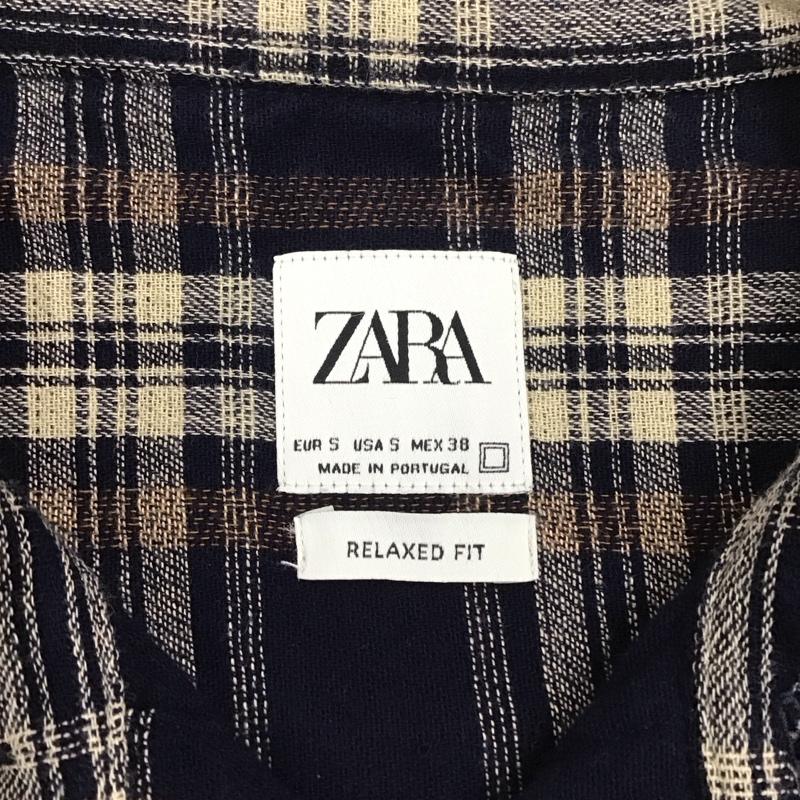 ZARA
EUR S USA S MEX 38
MADE IN PORTUGAL
RELAXED FIT